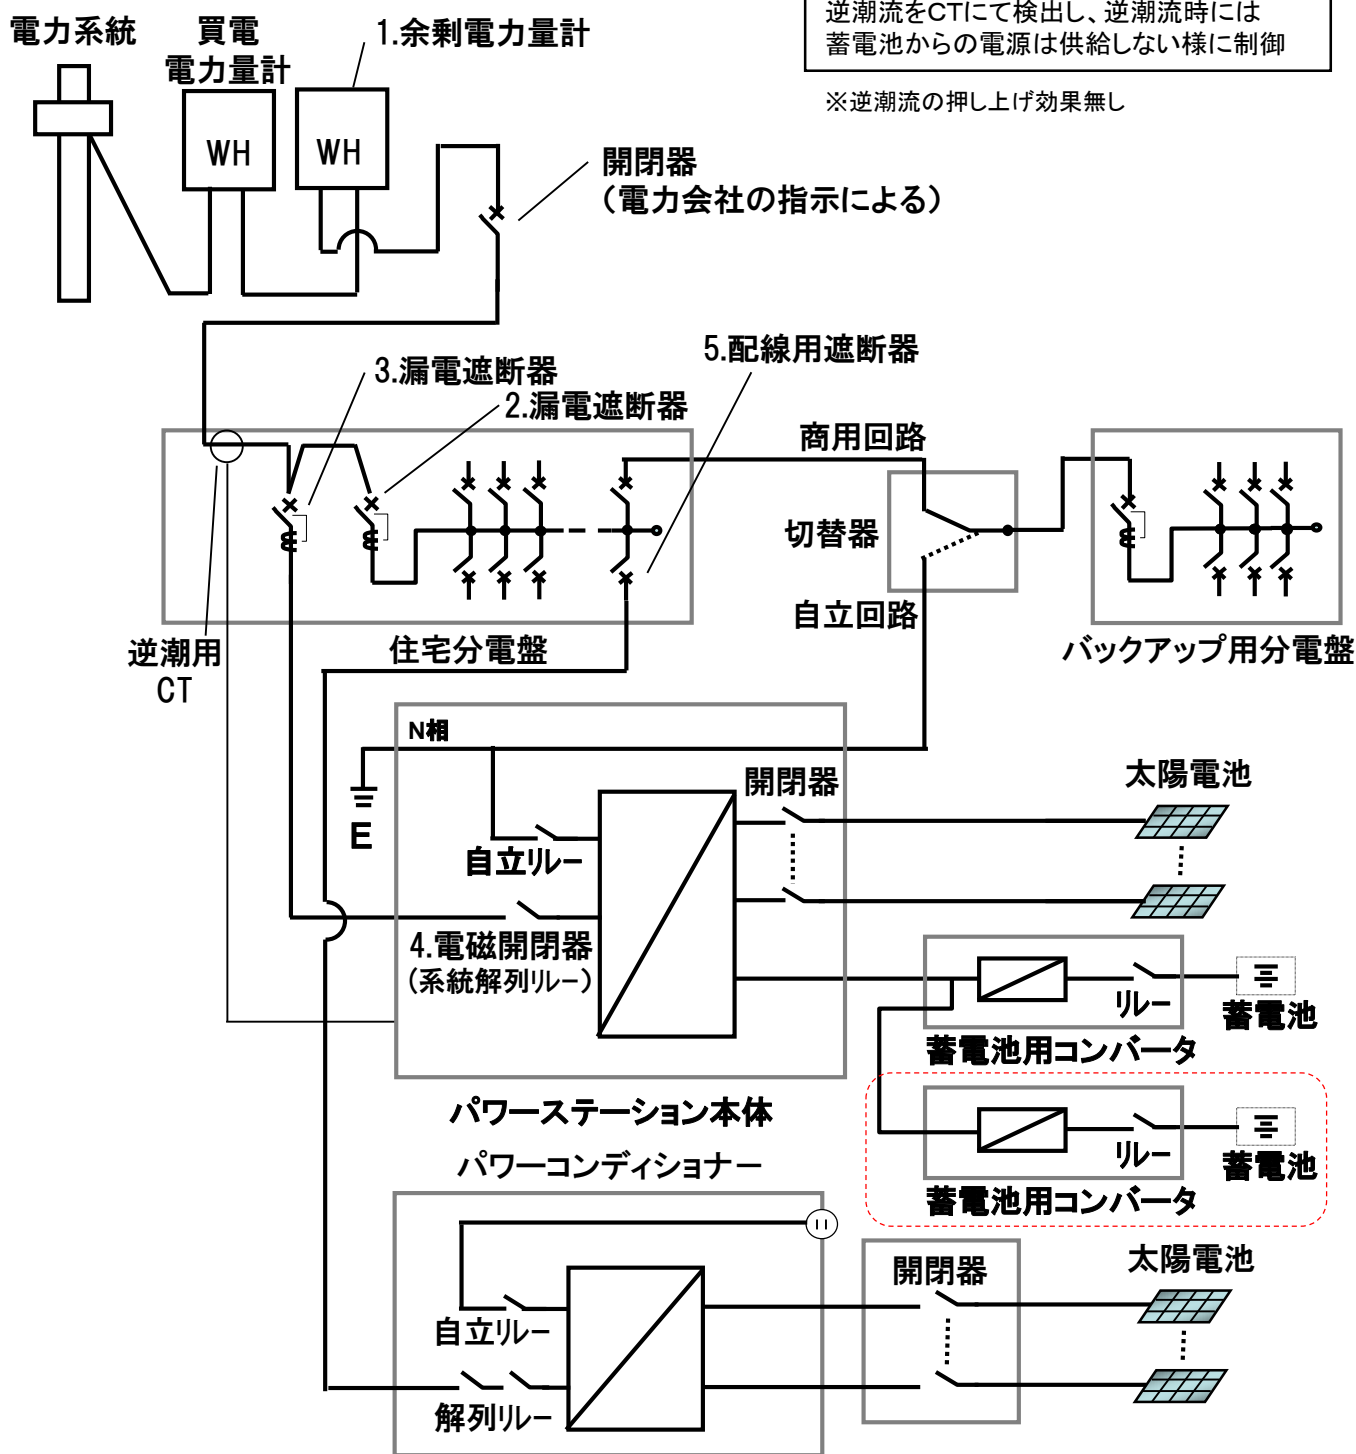 逆潮流をCTにて検出し、逆潮流時には
蓄電池からの電源は供給しない様に制御
※逆潮流の押し上げ効果無し
電力系統
買電
電力量計
1.余剰電力量計
WH
WH
開閉器
（電力会社の指示による）
3.漏電遮断器
2.漏電遮断器
5.配線用遮断器
商用回路
切替器
自立回路
逆潮用
CT
住宅分電盤
バックアップ用分電盤
N相
E
自立リレー
開閉器
太陽電池
4.電磁開閉器
（系統解列リレー）
リレー
蓄電池
蓄電池用コンバータ
パワーステーション本体
リレー
蓄電池
蓄電池用コンバータ
パワーコンディショナー
自立リレー
解列リレー
開閉器
太陽電池